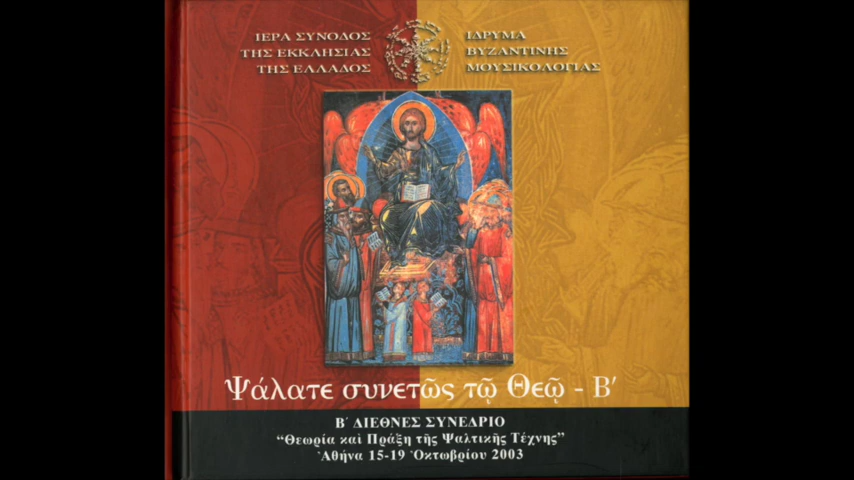 ΙΕΡΑ ΣΥΝΟΔΟΣ
ΤΗΣ ΕΚΚΛΗΣΙΑΣ
ΤΗΣ ΕΛΛΑΔΟΣ
ΙΔΡΥΜΑ
ΒΥΖΑΝΤΙΝΗΣ
ΜΟΥΣΙΚΟΛΟΓΙΑΣ
Ψάλατε συνετῶς τῷ Θεῷ - Β′
Β΄ ΔΙΕΘΝΕΣ ΣΥΝΕΔΡΙΟ
“Θεωρία καὶ Πράξη τῆς Ψαλτικῆς Τέχνης”
Ἀθήνα 15-19 Ὀκτωβρίου 2003